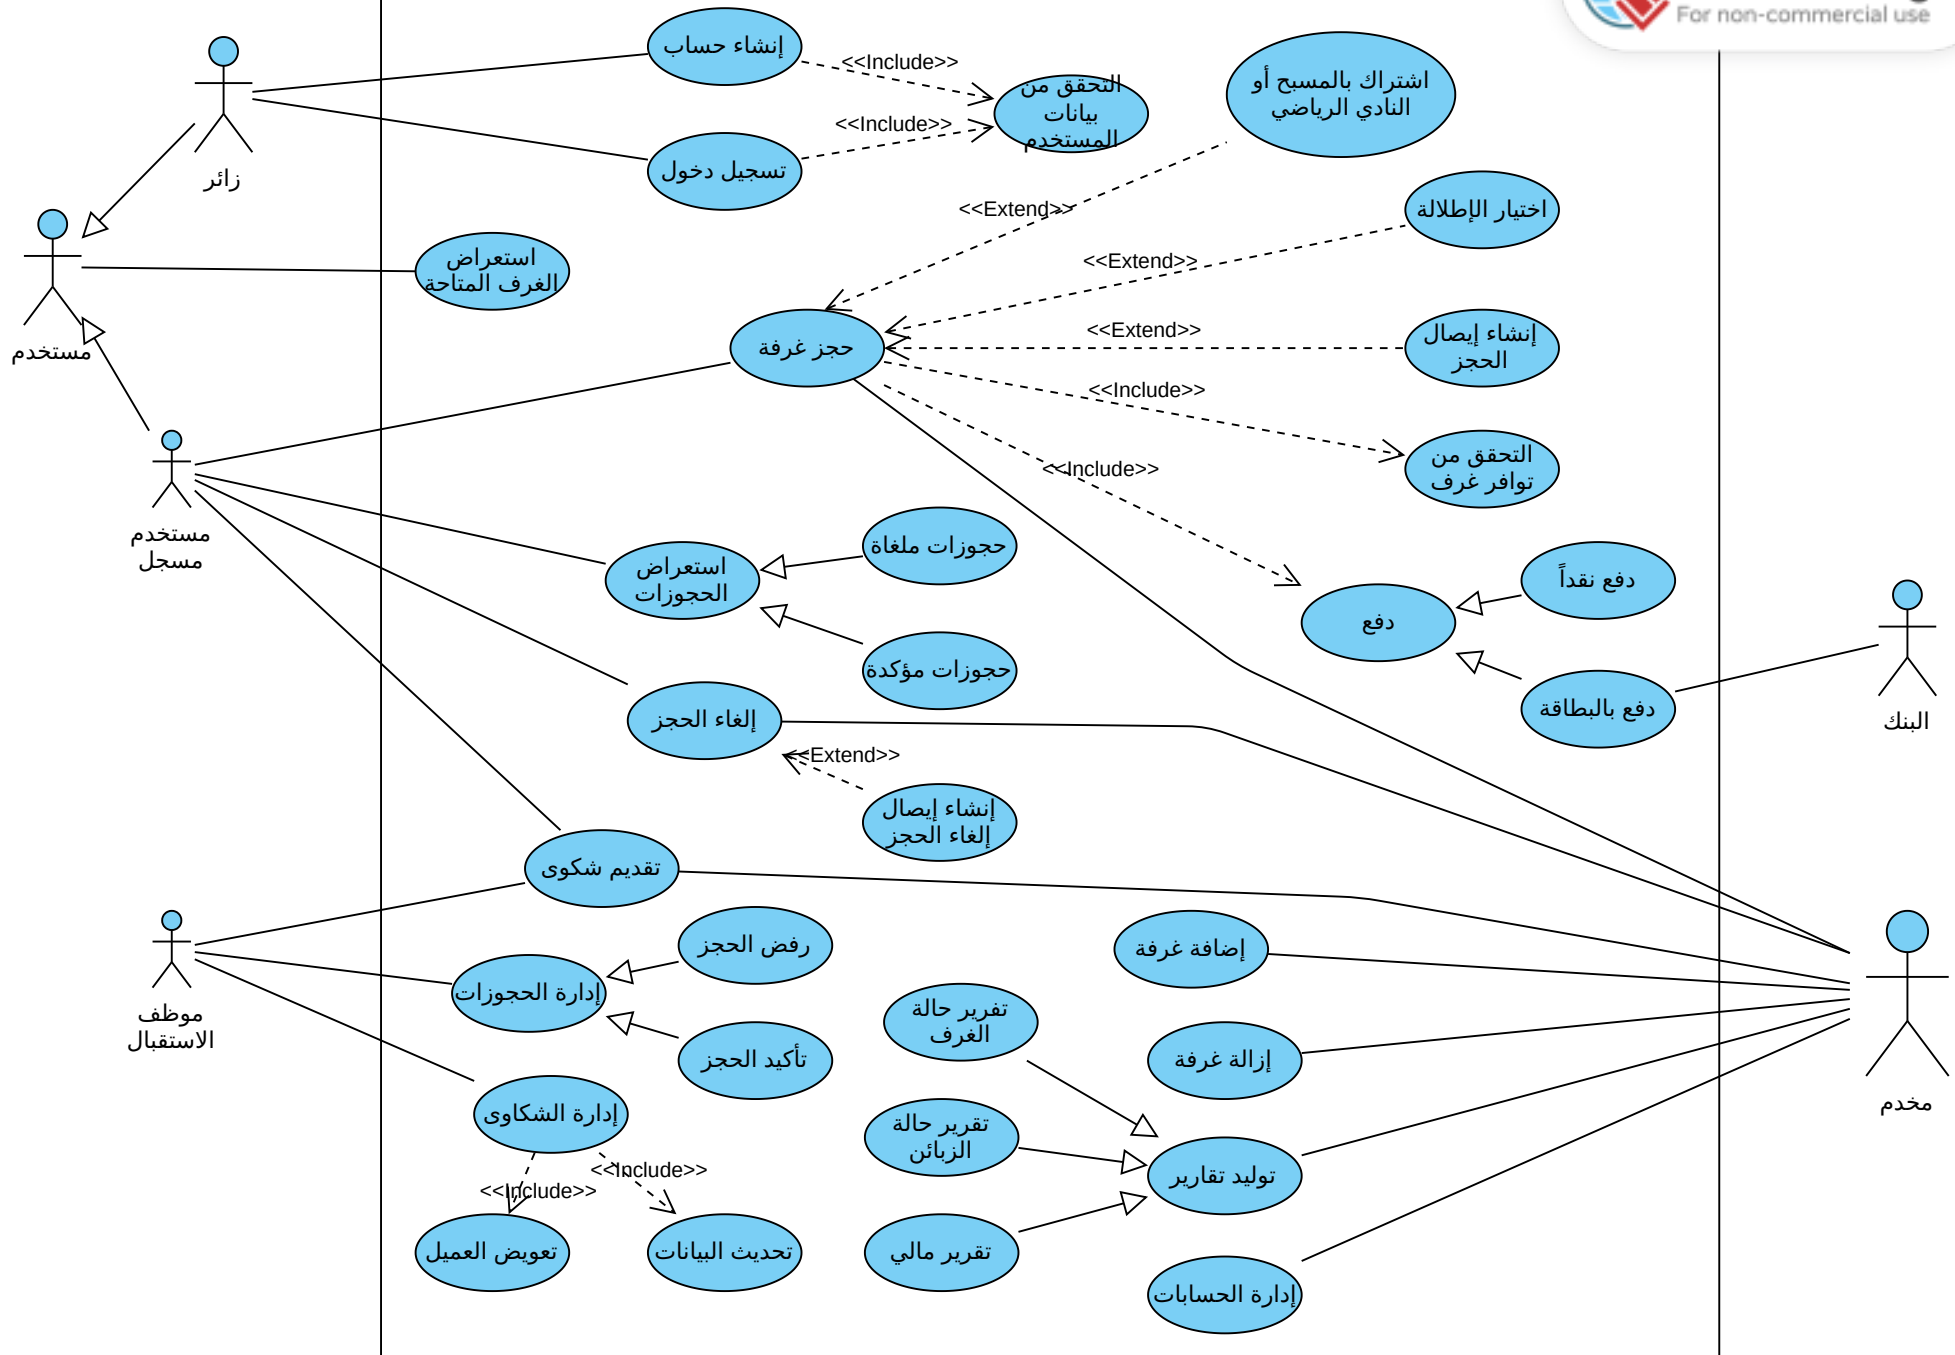 For non-commercial use
زائر
مستخدم
مستخدم
مسجل
موظف
الاستقبال
إنشاء حساب
<<Include>>
التحقق من
بيانات
المستخدم
تسجيل دخول
<<Include>>
اشتراك بالمسبح أو
النادي الرياضي
<<Extend>>
اختيار الإطلالة
<<Extend>>
استعراض
الغرف المتاحة
حجز غرفة
<<Extend>>
إنشاء إيصال
الحجز
<<Include>>
التحقق من
توافر غرف
<<Include>>
دفع
دفع نقداً
دفع بالبطاقة
البنك
استعراض
الحجوزات
حجوزات ملغاة
حجوزات مؤكدة
إلغاء الحجز
<<Extend>>
إنشاء إيصال
إلغاء الحجز
تقديم شكوى
إدارة الحجوزات
رفض الحجز
تأكيد الحجز
إدارة الشكاوى
<<Include>>
<<Include>>
تعويض العميل
تحديث البيانات
إضافة غرفة
إزالة غرفة
تفرير حالة
الغرف
تقرير حالة
الزبائن
تقرير مالي
توليد تقارير
إدارة الحسابات
مخدم